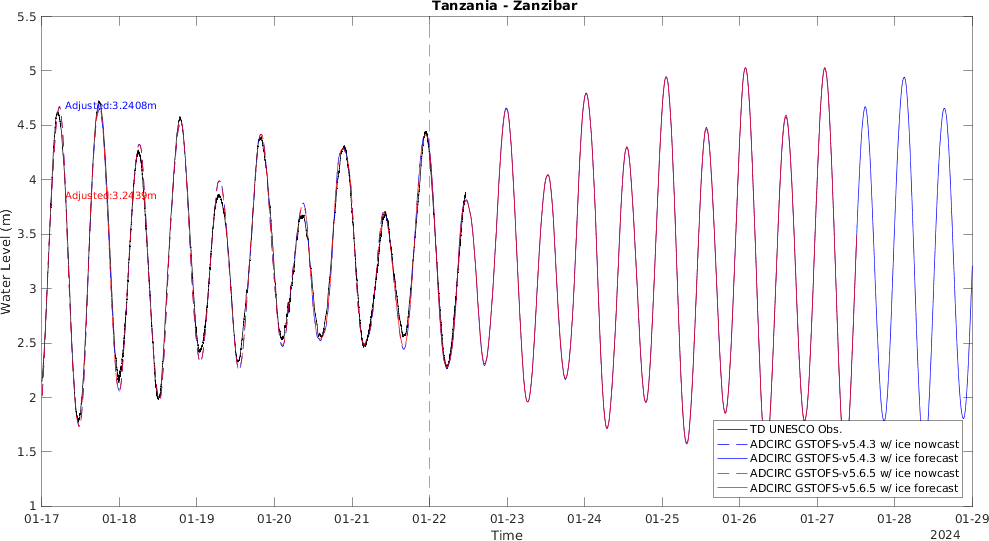 Tanzania - Zanzibar
5.5
5
4.5
4
3.5
3
2.5
2
1.5
1
Water Level (m)
Adjusted:3.2408m
Adjusted:3.2439m
TD UNESCO Obs.
ADCIRC GSTOFS-v5.4.3 w/ ice nowcast
ADCIRC GSTOFS-v5.4.3 w/ ice forecast
ADCIRC GSTOFS-v5.6.5 w/ ice nowcast
ADCIRC GSTOFS-v5.6.5 w/ ice forecast
01-17 01-18 01-19 01-20 01-21 01-22 01-23 01-24 01-25 01-26 01-27 01-28 01-29
Time
2024